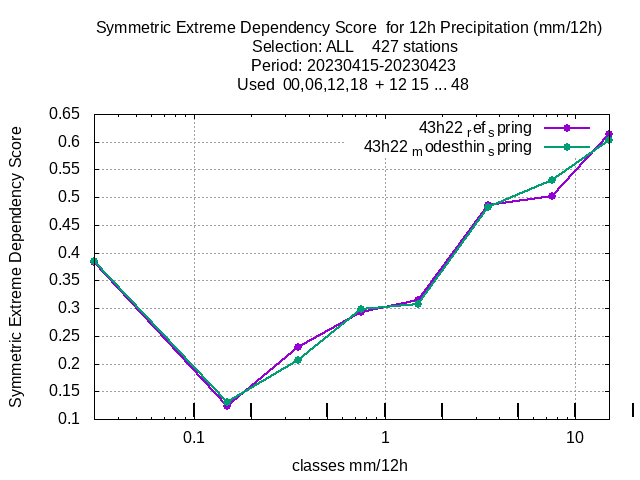 Symmetric Extreme Dependency Score  for 12h Precipitation (mm/12h)
Selection: ALL    427 stations
Period: 20230415-20230423
Used  00,06,12,18  + 12 15 ... 48
43h22 ref spring
43h22 modesthin spring
Symmetric Extreme Dependency Score
0.65
0.6
0.55
0.5
0.45
0.4
0.35
0.3
0.25
0.2
0.15
0.1
0.1 1 10
classes mm/12h